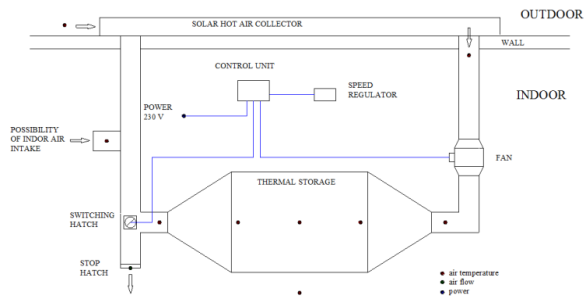 OUTDOOR
SOLAR HOT AIR COLLECTOR
WALL
CONTROL UNIT
INDOOR
SPEED
REGULATOR
POWER
230 V
POSSIBILITY
OF INDOR AIR
INTAKE
FAN
THERMAL STORAGE
SWITCHING
HATCH
STOP
HATCH
air temperature
air flow
power